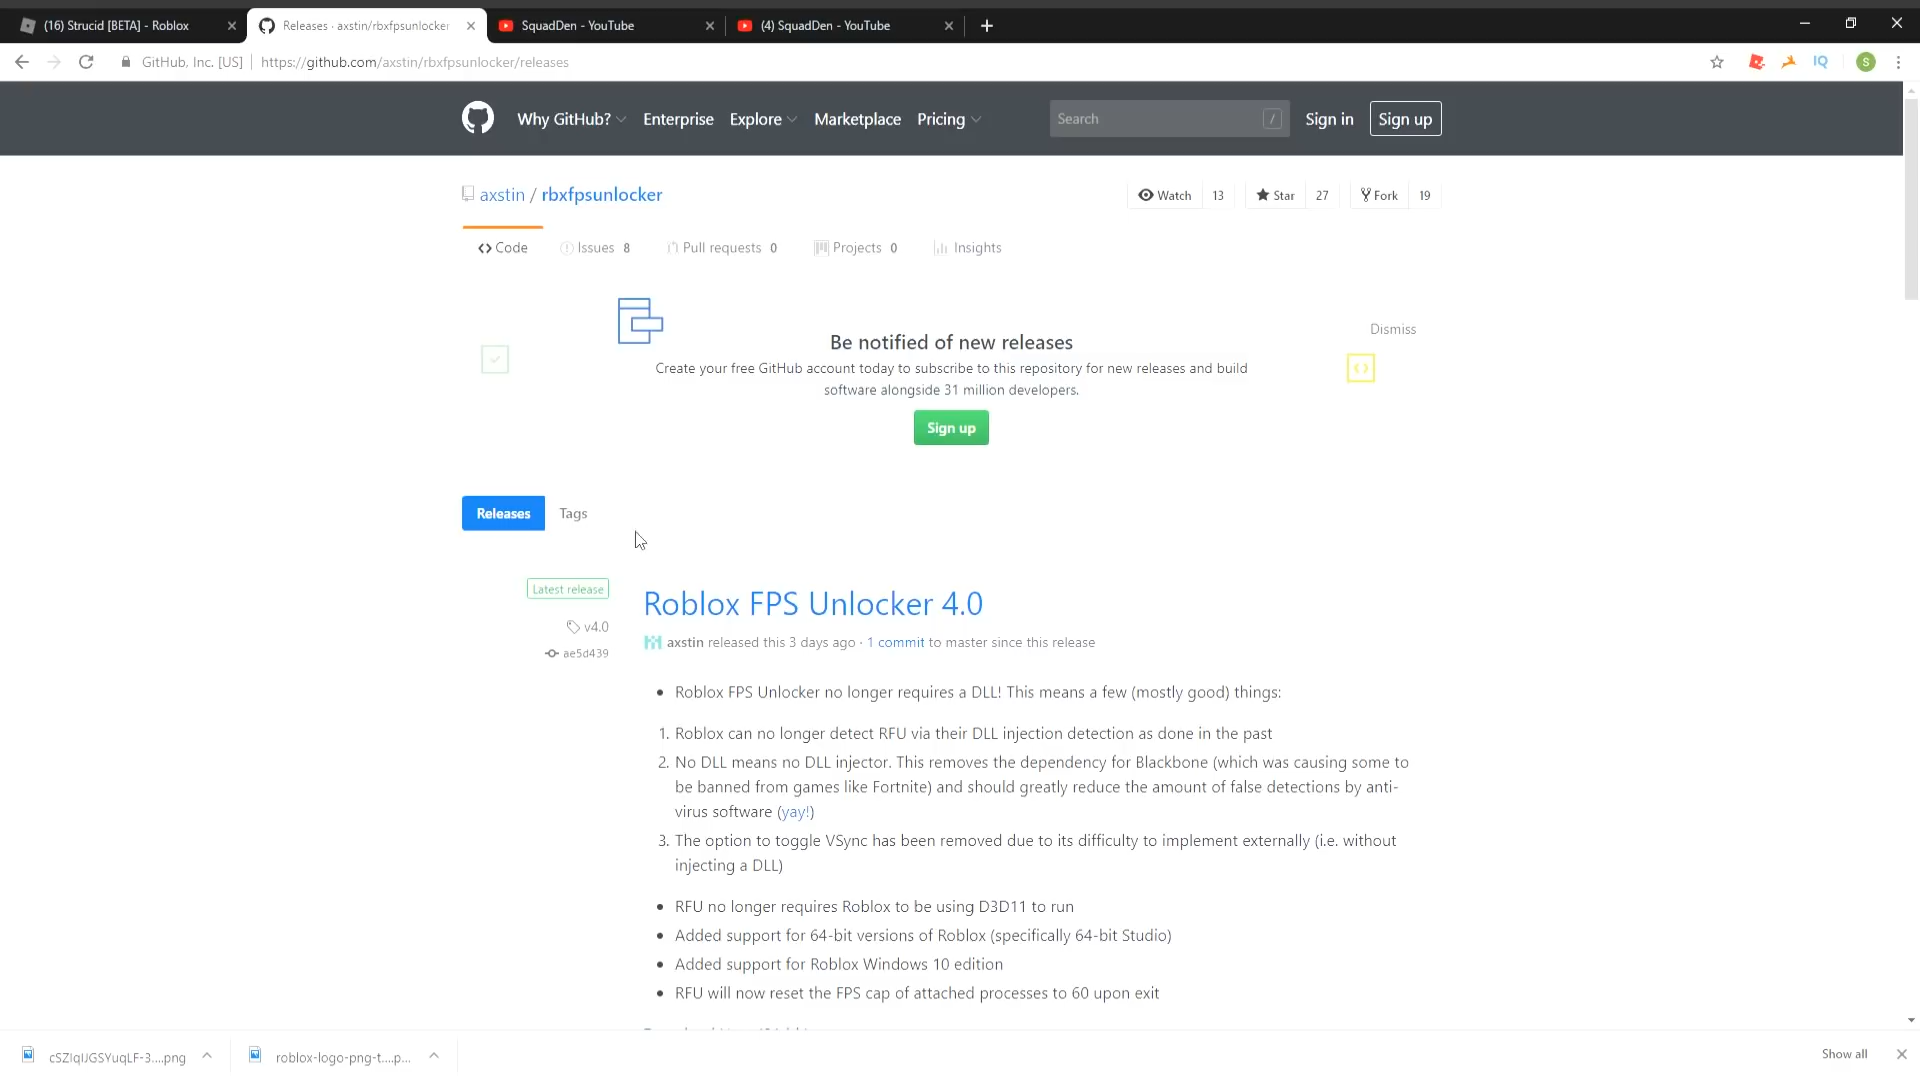 (16) Strucid [BETA] - Roblox
Releases · axstin/rbxfpsunlocker
SquadDen - YouTube
(4) SquadDen - YouTube
GitHub, Inc. [US]
https://github.com/axstin/rbxfpsunlocker/releases
IQ
S
Why GitHub?
Enterprise
Explore
Marketplace
Pricing
Search
/
Sign in
Sign up
axstin / rbxfpsunlocker
Watch 13
Star 27
Fork 19
Code
Issues 8
Pull requests 0
Projects 0
Insights
Be notified of new releases
Dismiss
Create your free GitHub account today to subscribe to this repository for new releases and build
software alongside 31 million developers.
Sign up
Releases
Tags
Latest release
v4.0
ae5d439
Roblox FPS Unlocker 4.0
axstin released this 3 days ago · 1 commit to master since this release
• Roblox FPS Unlocker no longer requires a DLL! This means a few (mostly good) things:
1. Roblox can no longer detect RFU via their DLL injection detection as done in the past
2. No DLL means no DLL injector. This removes the dependency for Blackbone (which was causing some to
be banned from games like Fortnite) and should greatly reduce the amount of false detections by anti-
virus software (yay!)
3. The option to toggle VSync has been removed due to its difficulty to implement externally (i.e. without
injecting a DLL)
• RFU no longer requires Roblox to be using D3D11 to run
• Added support for 64-bit versions of Roblox (specifically 64-bit Studio)
• Added support for Roblox Windows 10 edition
• RFU will now reset the FPS cap of attached processes to 60 upon exit
cSZIqIJGSYuqLF-3....png
roblox-logo-png-t....p...
Show all